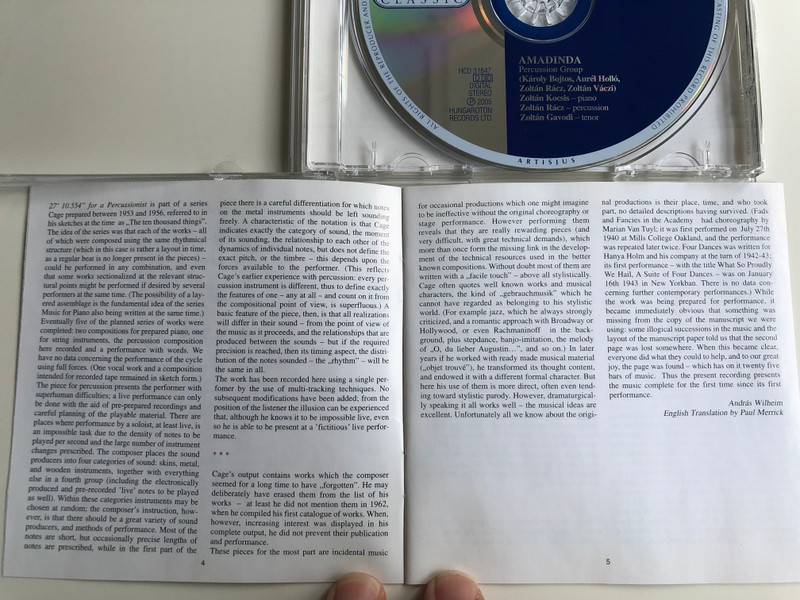 CLASSIC
ALL RIGHTS OF THE REPRODUCER AND
CASTING OF THIS RECORD PROHIBITED
ARTISJUS
HCD 31847
DDD
DIGITAL
STEREO
℗ 2005
HUNGAROTON
RECORDS LTD.
AMADINDA
Percussion Group
(Károly Bojtos, Aurél Holló,
Zoltán Rácz, Zoltán Váczi)
Zoltán Kocsis – piano
Zoltán Rácz – percussion
Zoltán Gavodi – tenor
27' 10.554" for a Percussionist is part of a series
Cage prepared between 1953 and 1956, referred to in
his sketches at the time as „The ten thousand things".
The idea of the series was that each of the works – all
of which were composed using the same rhythmical
structure (which in this case is rather a layout in time,
as a regular beat is no longer present in the pieces) –
could be performed in any combination, and even
that some works sectionalized at the relevant struc-
tural points might be performed if desired by several
performers at the same time. (The possibility of a lay-
ered assemblage is the fundamental idea of the series
Music for Piano also being written at the same time.)
Eventually five of the planned series of works were
completed: two compositions for prepared piano, one
for string instruments, the percussion composition
here recorded and a performance with words. We
have no data concerning the performance of the cycle
using full forces. (One vocal work and a composition
intended for recorded tape remained in sketch form.)
The piece for percussion presents the performer with
superhuman difficulties; a live performance can only
be done with the aid of pre-prepared recordings and
careful planning of the playable material. There are
places where performance by a soloist, at least live, is
an impossible task due to the density of notes to be
played per second and the large number of instrument
changes prescribed. The composer places the sound
producers into four categories of sound: skins, metal,
and wooden instruments, together with everything
else in a fourth group (including the electronically
produced and pre-recorded 'live' notes to be played
as well). Within these categories instruments may be
chosen at random; the composer's instruction, how-
ever, is that there should be a great variety of sound
producers, and methods of performance. Most of the
notes are short, but occasionally precise lengths of
notes are prescribed, while in the first part of the
4
piece there is a careful differentiation for which notes
on the metal instruments should be left sounding
freely. A characteristic of the notation is that Cage
indicates exactly the category of sound, the moment
of its sounding, the relationship to each other of the
dynamics of individual notes, but does not define the
exact pitch, or the timbre – this depends upon the
forces available to the performer. (This reflects
Cage's earlier experience with percussion: every per-
cussion instrument is different, thus to define exactly
the features of one – any at all – and count on it from
the compositional point of view, is superfluous.) A
basic feature of the piece, then, is that all realizations
will differ in their sound – from the point of view of
the music as it proceeds, and the relationships that are
produced between the sounds – but if the required
precision is reached, then its timing aspect, the distri-
bution of the notes sounded – the „rhythm" – will be
the same in all.
The work has been recorded here using a single per-
former by the use of multi-tracking techniques. No
subsequent modifications have been added; from the
position of the listener the illusion can be experienced
that, although he knows it to be impossible live, even
so he is able to be present at a 'fictitious' live perfor-
mance.
* * *
Cage's output contains works which the composer
seemed for a long time to have „forgotten". He may
deliberately have erased them from the list of his
works – at least he did not mention them in 1962,
when he compiled his first catalogue of works. When,
however, increasing interest was displayed in his
complete output, he did not prevent their publication
and performance.
These pieces for the most part are incidental music
for occasional productions which one might imagine
to be ineffective without the original choreography or
stage performance. However performing them
reveals that they are really rewarding pieces (and
very difficult, with great technical demands), which
more than once form the missing link in the develop-
ment of the technical resources used in the better
known compositions. Without doubt most of them are
written with a „facile touch" – above all stylistically.
Cage often quotes well known works and musical
characters, the kind of „gebrauchmusik" which he
cannot have regarded as belonging to his stylistic
world. (For example jazz, which he always strongly
criticized, and a romantic approach with Broadway or
Hollywood, or even Rachmaninoff in the back-
ground, plus stepdance, banjo-imitation, the melody
of „O, du lieber Augustin...", and so on.) In later
years if he worked with ready made musical material
(„objet trouvé"), he transformed its thought content,
and endowed it with a different formal character. But
here his use of them is more direct, often even tend-
ing toward stylistic parody. However, dramaturgical-
ly speaking it all works well – the musical ideas are
excellent. Unfortunately all we know about the origi-
nal productions is their place, time, and who took
part, no detailed descriptions having survived. (Fads
and Fancies in the Academy had choreography by
Marian Van Tuyl; it was first performed on July 27th
1940 at Mills College Oakland, and the performance
was repeated later twice. Four Dances was written for
Hanya Holm and his company at the turn of 1942-43;
its first performance – with the title What So Proudly
We Hail, A Suite of Four Dances – was on January
16th 1943 in New Yorkban. There is no data con-
cerning further contemporary performances.) While
the work was being prepared for performance, it
became immediately obvious that something was
missing from the copy of the manuscript we were
using: some illogical successions in the music and the
layout of the manuscript paper told us that the second
page was lost somewhere. When this became clear,
everyone did what they could to help, and to our great
joy, the page was found – which has on it twenty five
bars of music. Thus the present recording presents
the music complete for the first time since its first
performance.
András Wilheim
English Translation by Paul Merrick
5